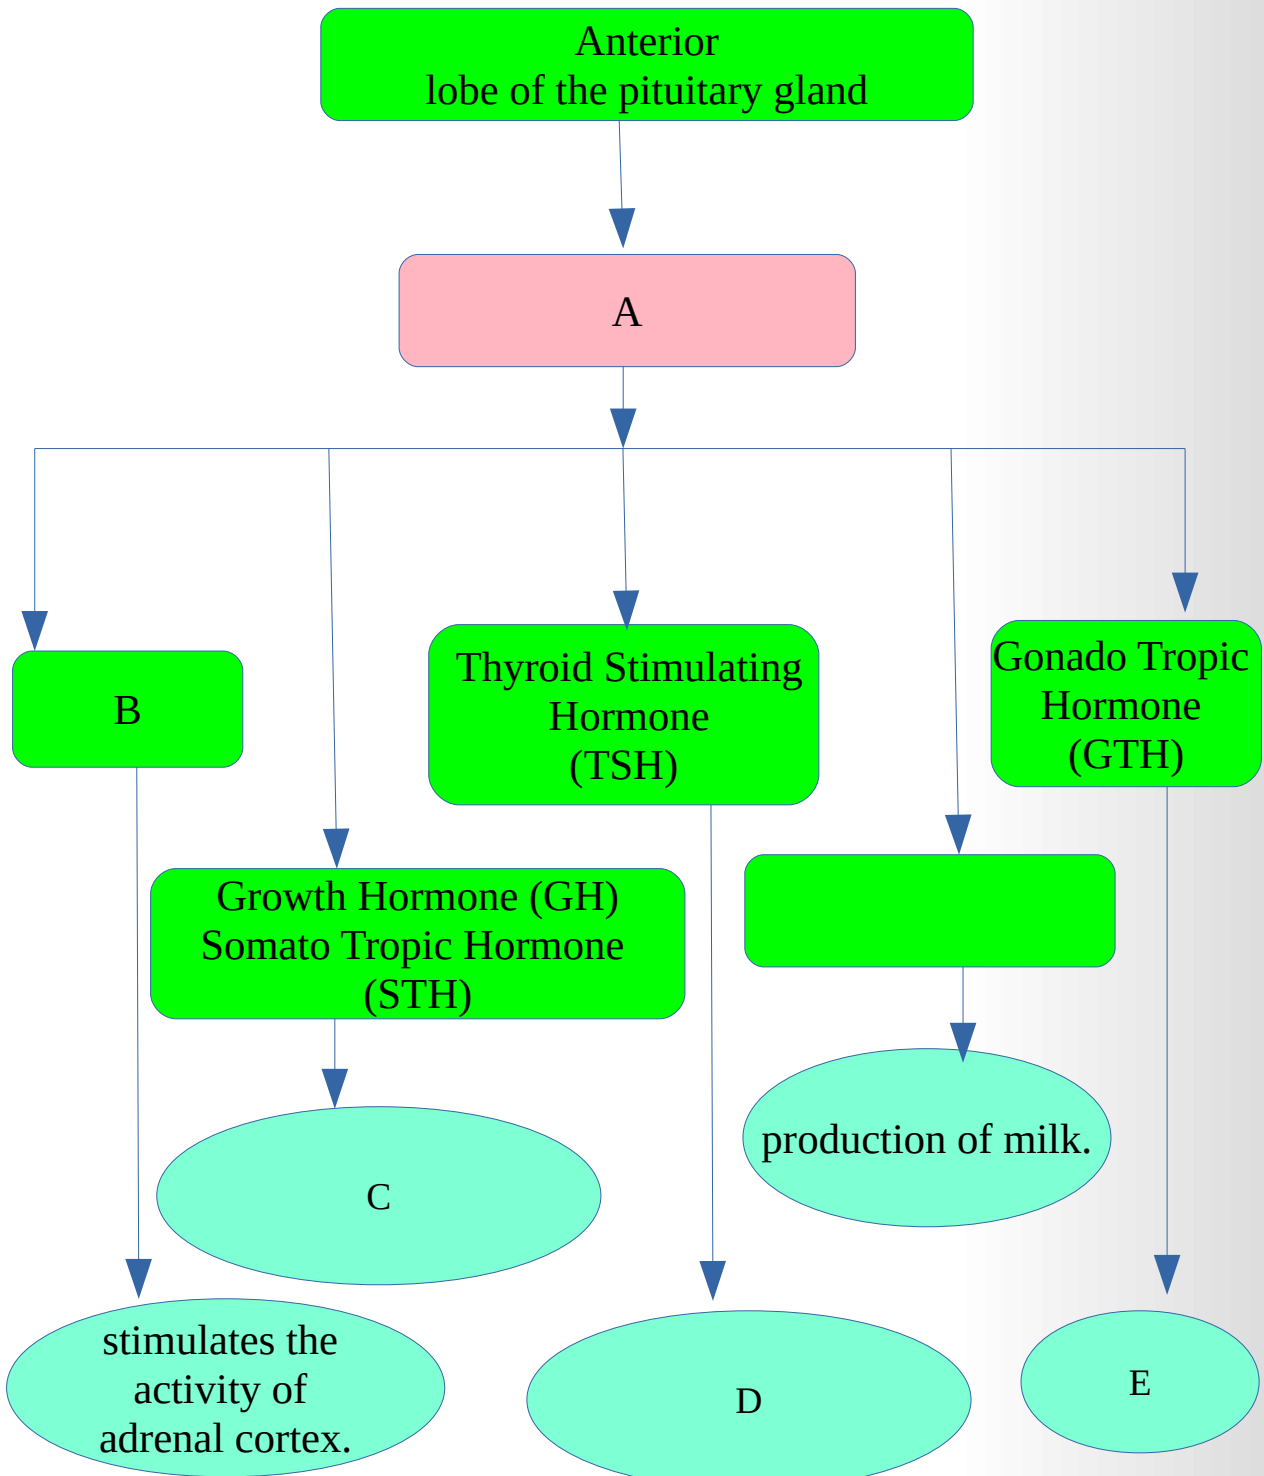 Anterior
lobe of the pituitary gland
A
B
Thyroid Stimulating
Hormone
(TSH)
Gonado Tropic
Hormone
(GTH)
Growth Hormone (GH)
Somato Tropic Hormone
(STH)
production of milk.
C
stimulates the
activity of
adrenal cortex.
D
E